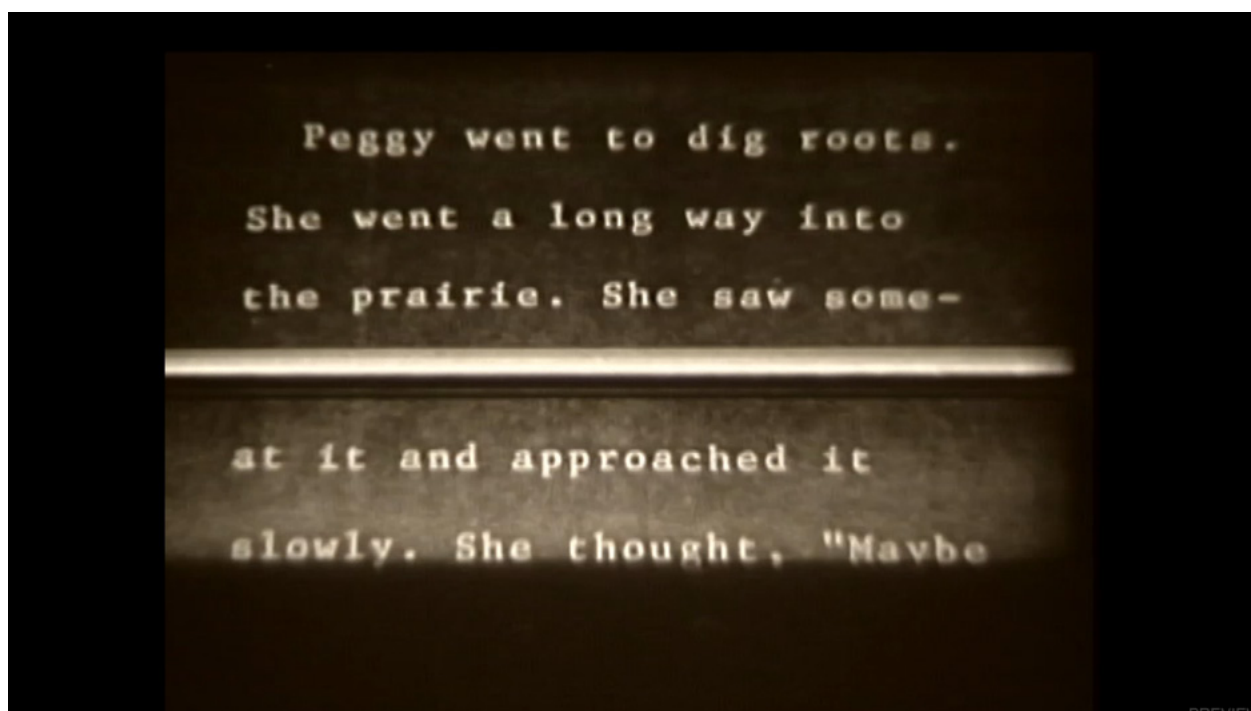 Peggy went to dig roots.
She went a long way into
the prairie. She saw some-
at it and approached it
slowly. She thought, "Maybe